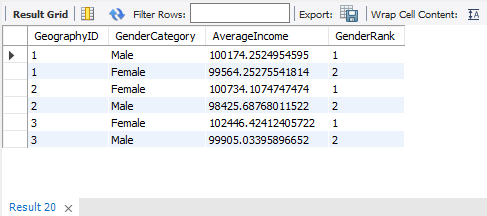 Result Grid Filter Rows: Export: Wrap Cell Content:
GeographyID GenderCategory AverageIncome GenderRank
1 Male 100174.2524954595 1
1 Female 99564.25275541814 2
2 Female 100734.1074747474 1
2 Male 98425.68768011522 2
3 Female 102446.42412405722 1
3 Male 99905.03395896652 2
Result 20 ×